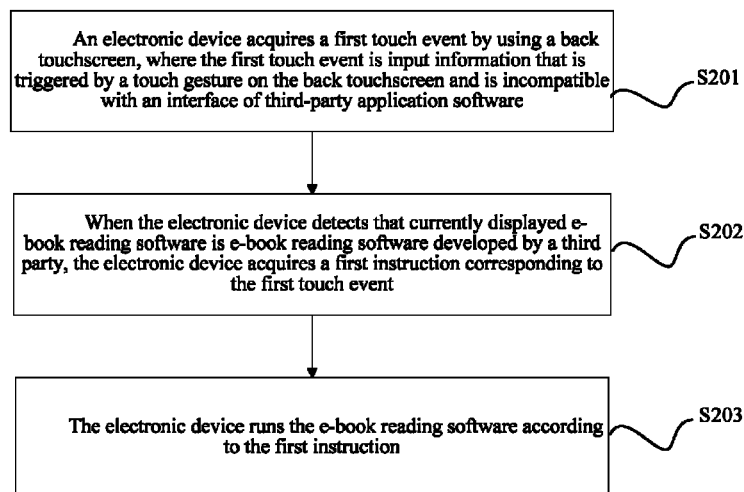 An electronic device acquires a first touch event by using a back
touchscreen, where the first touch event is input information that is
triggered by a touch gesture on the back touchscreen and is incompatible
with an interface of third-party application software
S201
When the electronic device detects that currently displayed e-
book reading software is e-book reading software developed by a third
party, the electronic device acquires a first instruction corresponding to
the first touch event
S202
The electronic device runs the e-book reading software according
to the first instruction
S203